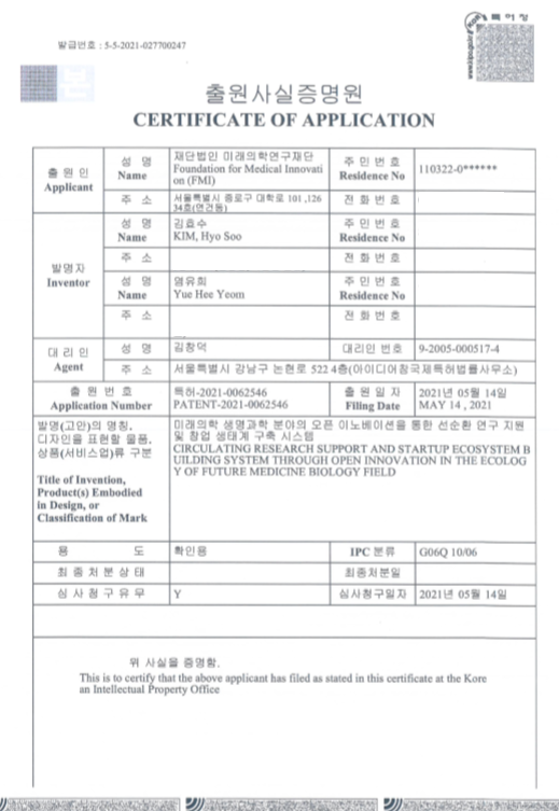 특허청
발급번호 : 5-5-2021-027700247
본
출원사실증명원
CERTIFICATE OF APPLICATION
출원인 Applicant
성 명 Name
재단법인 미래의학연구재단
Foundation for Medical Innovati
on (FMI)
주민번호 Residence No
110322-0******
주 소
서울특별시 종로구 대학로 101 ,126
34호(연건동)
전화번호
발명자 Inventor
성 명 Name
김효수
KIM, Hyo Soo
주민번호 Residence No
주 소
전화번호
성 명 Name
염유희
Yue Hee Yeom
주민번호 Residence No
주 소
전화번호
대리인 Agent
성 명
김창덕
대리인 번호
9-2005-000517-4
주 소
서울특별시 강남구 논현로 522 4층(아이디어참국제특허법률사무소)
출원번호
Application Number
특허-2021-0062546
PATENT-2021-0062546
출원일자
Filing Date
2021년 05월 14일
MAY 14 , 2021
발명(고안)의 명칭,
디자인을 표현할 물품,
상품(서비스업)류 구분
Title of Invention,
Product(s) Embodied
in Design, or
Classification of Mark
미래의학 생명과학 분야의 오픈 이노베이션을 통한 선순환 연구 지원
및 창업 생태계 구축 시스템
CIRCULATING RESEARCH SUPPORT AND STARTUP ECOSYSTEM B
UILDING SYSTEM THROUGH OPEN INNOVATION IN THE ECOLOG
Y OF FUTURE MEDICINE BIOLOGY FIELD
용 도
확인용
IPC 분류
G06Q 10/06
최종처분상태
최종처분일
심사청구유무
Y
심사청구일자
2021년 05월 14일
위 사실을 증명함.
This is to certify that the above applicant has filed as stated in this certificate at the Kore
an Intellectual Property Office